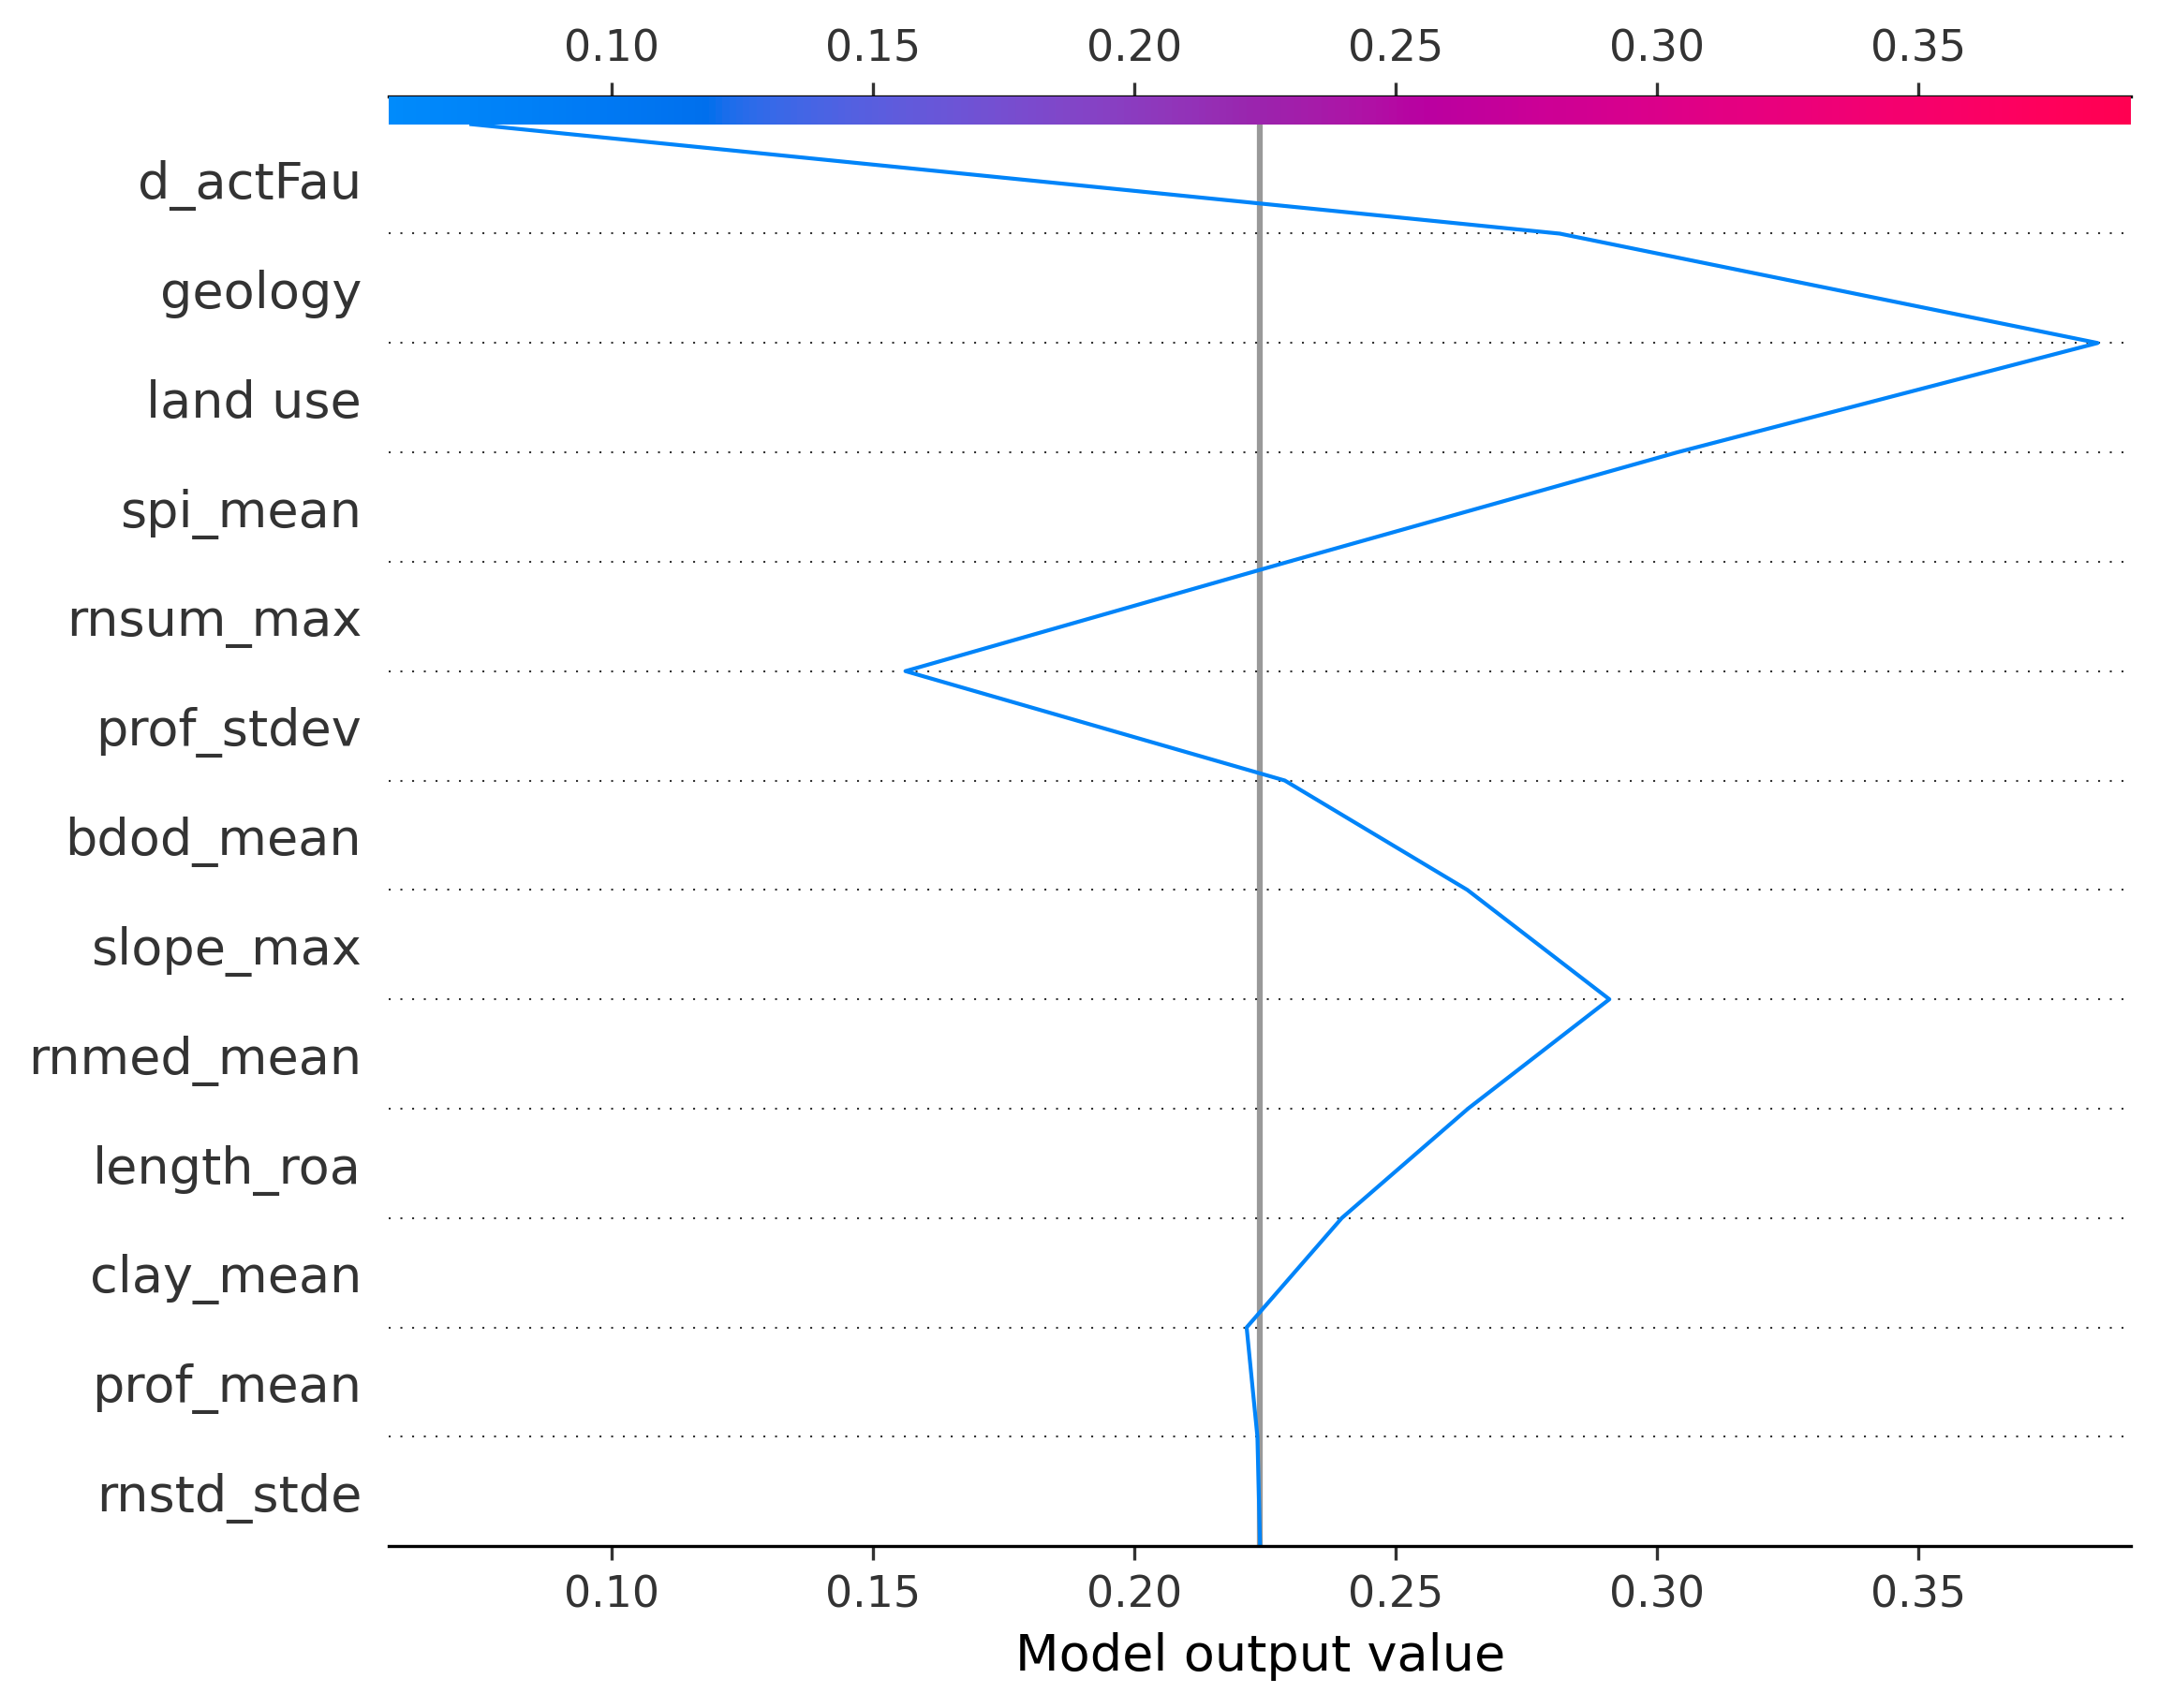 0.10 0.15 0.20 0.25 0.30 0.35
d_actFau
geology
land use
spi_mean
rnsum_max
prof_stdev
bdod_mean
slope_max
rnmed_mean
length_roa
clay_mean
prof_mean
rnstd_stde
0.10 0.15 0.20 0.25 0.30 0.35
Model output value